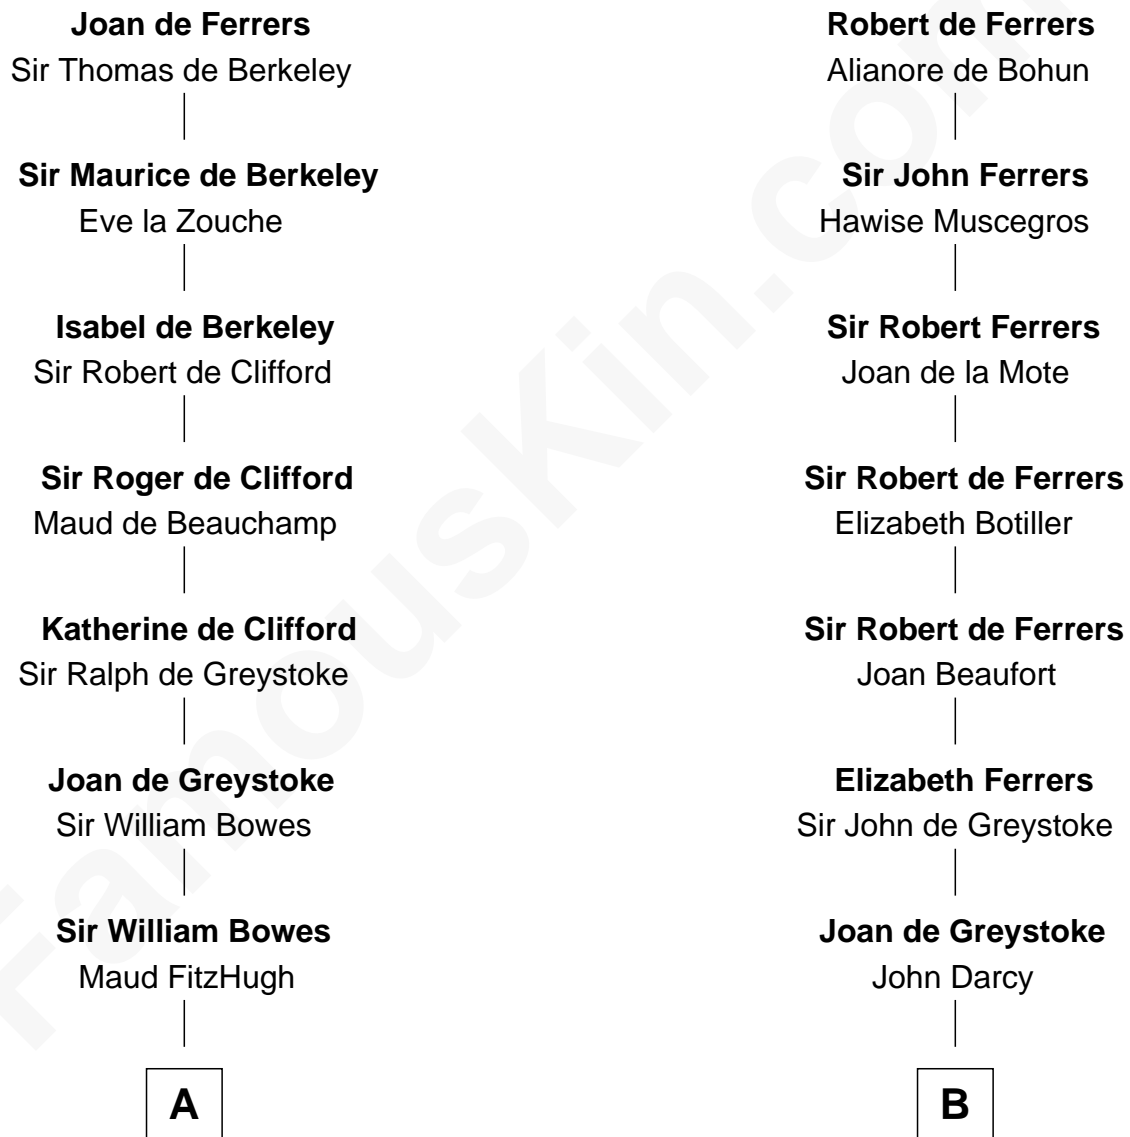 Joan de Ferrers
Sir Thomas de Berkeley
Sir Maurice de Berkeley
Eve la Zouche
Isabel de Berkeley
Sir Robert de Clifford
Sir Roger de Clifford
Maud de Beauchamp
Katherine de Clifford
Sir Ralph de Greystoke
Joan de Greystoke
Sir William Bowes
Sir William Bowes
Maud FitzHugh
A
Robert de Ferrers
Alianore de Bohun
Sir John Ferrers
Hawise Muscegros
Sir Robert Ferrers
Joan de la Mote
Sir Robert de Ferrers
Elizabeth Botiller
Sir Robert de Ferrers
Joan Beaufort
Elizabeth Ferrers
Sir John de Greystoke
Joan de Greystoke
John Darcy
B
FamousKin.com